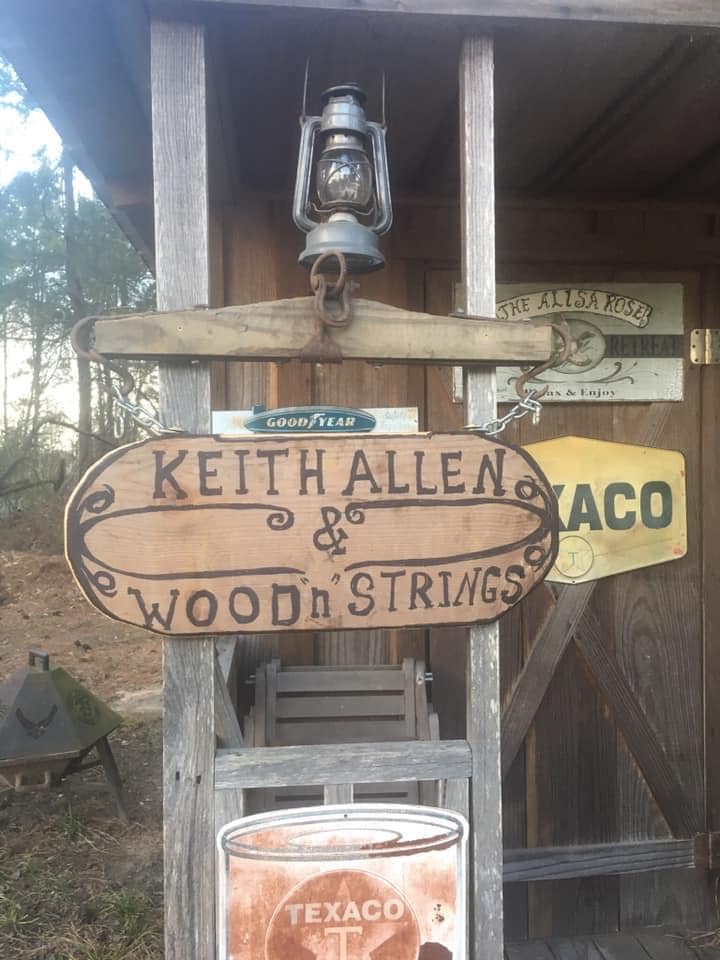 THE ALISA ROSE
RETREAT
& Enjoy
GOODYEAR
KEITH ALLEN
&
WOOD "n" STRINGS
XACO
T
TEXACO
T